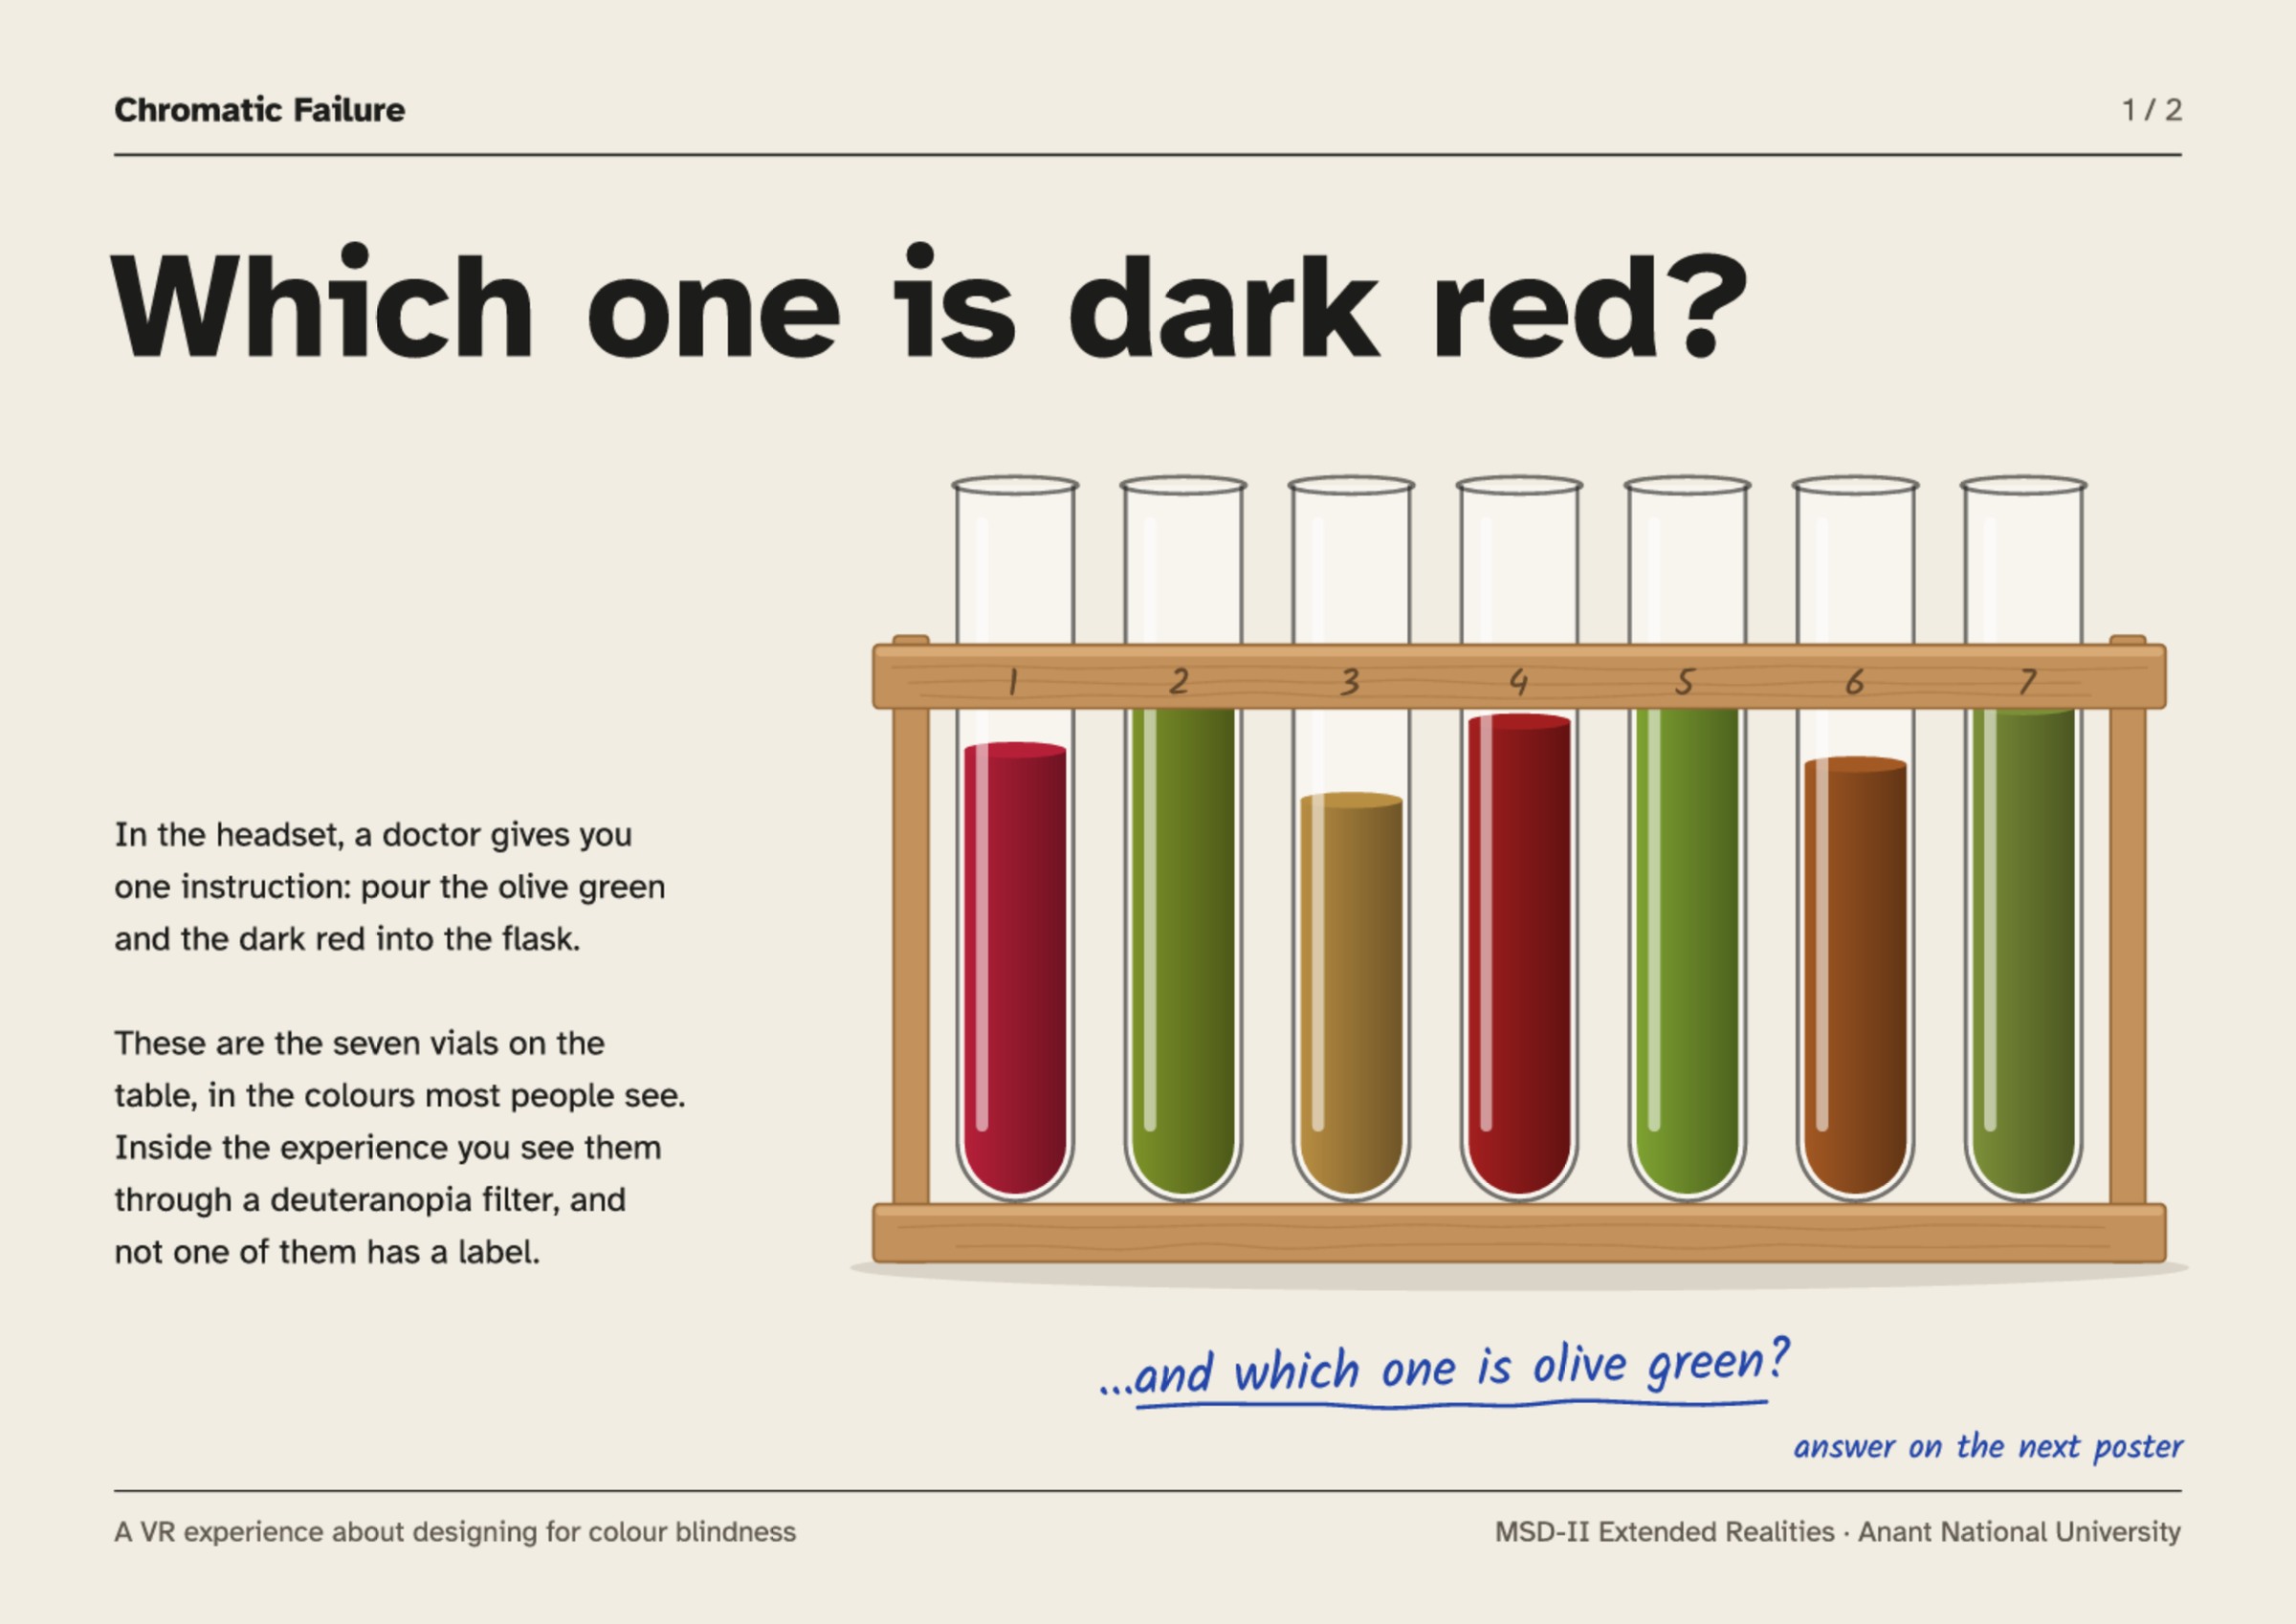 Chromatic Failure
1 / 2
Which one is dark red?
1 2 3 4 5 6 7
In the headset, a doctor gives you
one instruction: pour the olive green
and the dark red into the flask.
These are the seven vials on the
table, in the colours most people see.
Inside the experience you see them
through a deuteranopia filter, and
not one of them has a label.
...and which one is olive green?
answer on the next poster
A VR experience about designing for colour blindness
MSD-II Extended Realities · Anant National University